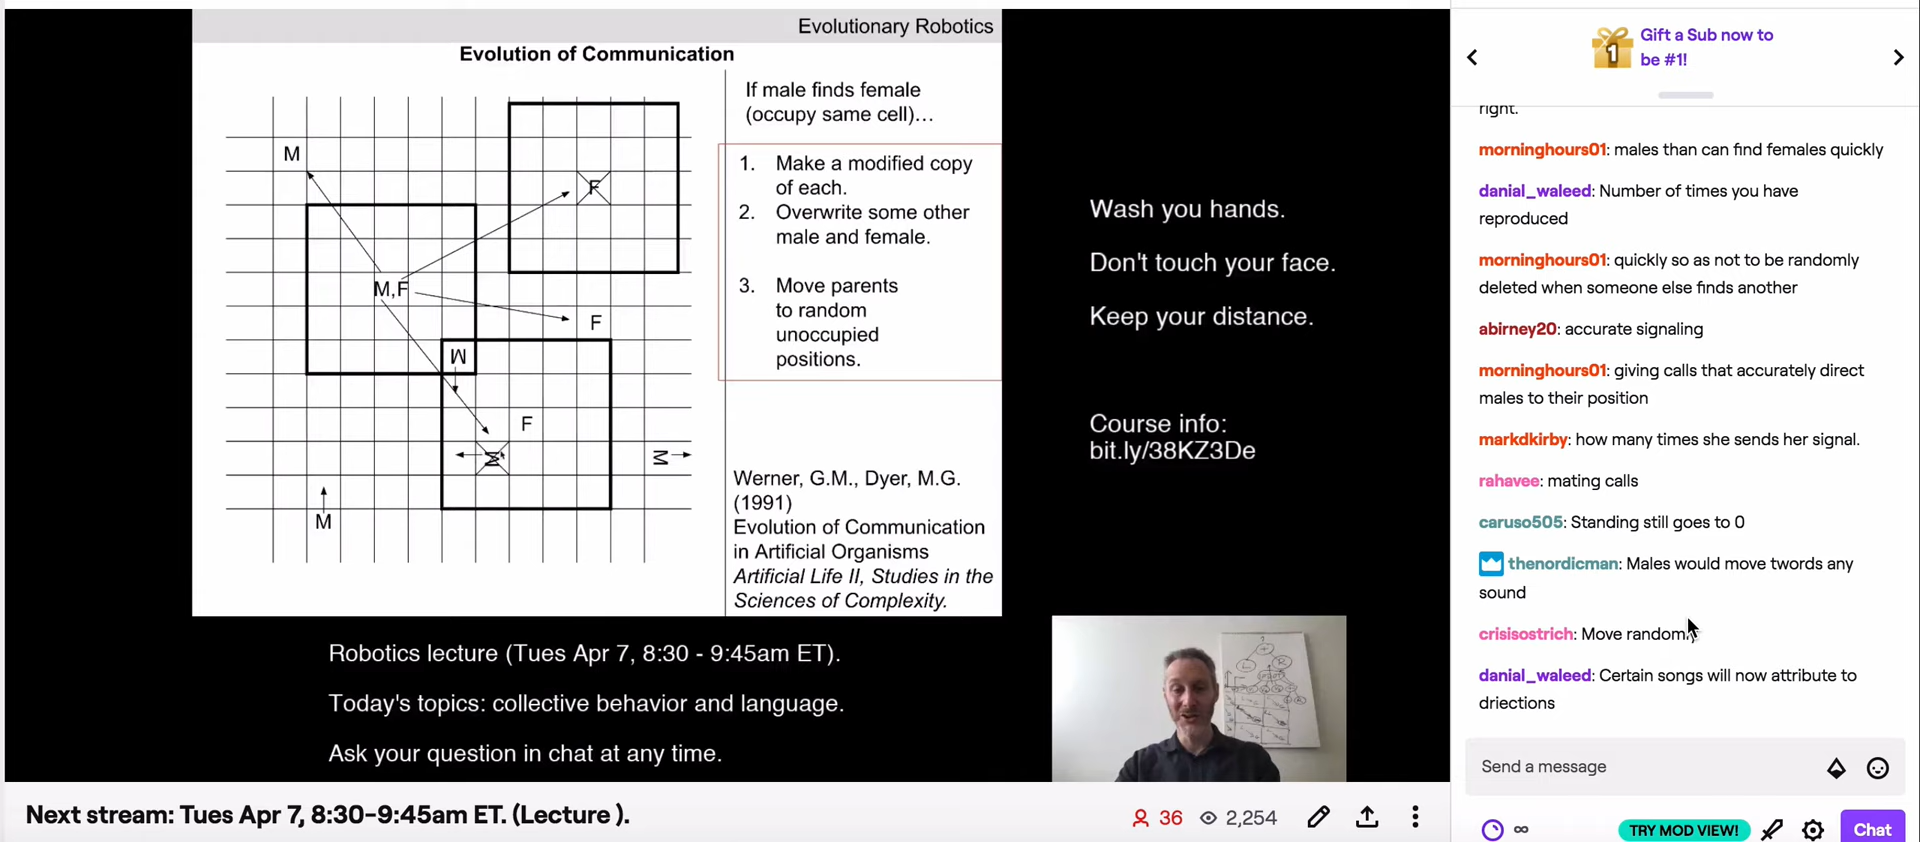 Evolutionary Robotics
Evolution of Communication
M
F
M,F
F
M
F
M
M
M
If male finds female
(occupy same cell)...
1. Make a modified copy
of each.
2. Overwrite some other
male and female.
3. Move parents
to random
unoccupied
positions.
Werner, G.M., Dyer, M.G.
(1991)
Evolution of Communication
in Artificial Organisms
Artificial Life II, Studies in the
Sciences of Complexity.
Wash you hands.
Don't touch your face.
Keep your distance.
Course info:
bit.ly/38KZ3De
Robotics lecture (Tues Apr 7, 8:30 - 9:45am ET).
Today's topics: collective behavior and language.
Ask your question in chat at any time.
Next stream: Tues Apr 7, 8:30-9:45am ET. (Lecture ).
36
2,254
1
Gift a Sub now to
be #1!
right.
morninghours01: males than can find females quickly
danial_waleed: Number of times you have
reproduced
morninghours01: quickly so as not to be randomly
deleted when someone else finds another
abirney20: accurate signaling
morninghours01: giving calls that accurately direct
males to their position
markdkirby: how many times she sends her signal.
rahavee: mating calls
caruso505: Standing still goes to 0
thenordicman: Males would move twords any
sound
crisisostrich: Move randomly
danial_waleed: Certain songs will now attribute to
driections
Send a message
∞
TRY MOD VIEW!
Chat